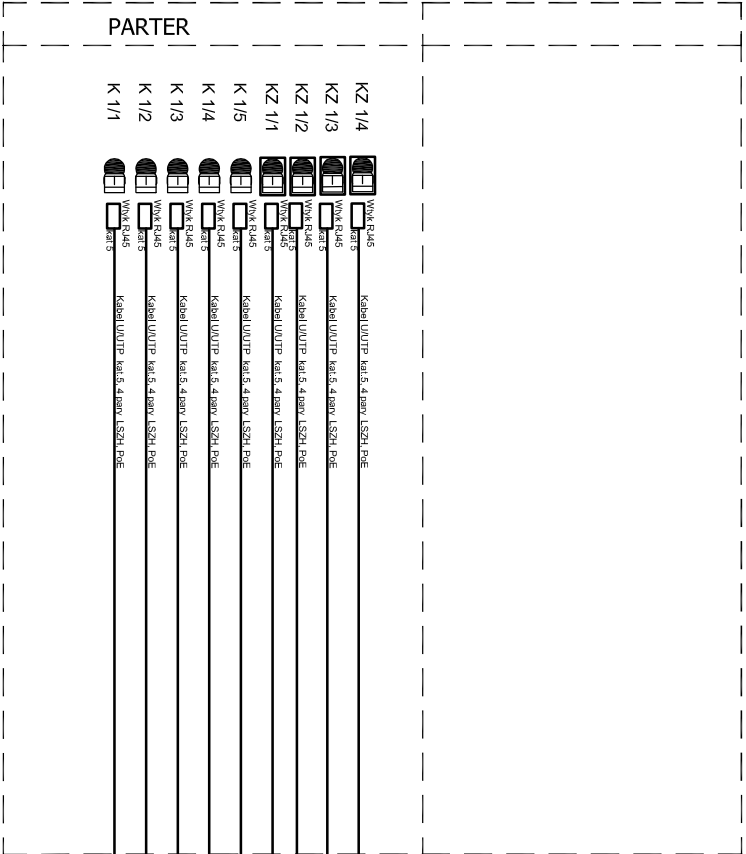 PARTER
K 1/1
K 1/2
K 1/3
K 1/4
K 1/5
KZ 1/1
KZ 1/2
KZ 1/3
KZ 1/4
Wtyk RJ45
kat 5
Wtyk RJ45
kat 5
Wtyk RJ45
kat 5
Wtyk RJ45
kat 5
Wtyk RJ45
kat 5
Wtyk RJ45
kat 5
Wtyk RJ45
kat 5
Wtyk RJ45
kat 5
Wtyk RJ45
kat 5
Kabel U/UTP kat.5, 4 pary LSZH, PoE
Kabel U/UTP kat.5, 4 pary LSZH, PoE
Kabel U/UTP kat.5, 4 pary LSZH, PoE
Kabel U/UTP kat.5, 4 pary LSZH, PoE
Kabel U/UTP kat.5, 4 pary LSZH, PoE
Kabel U/UTP kat.5, 4 pary LSZH, PoE
Kabel U/UTP kat.5, 4 pary LSZH, PoE
Kabel U/UTP kat.5, 4 pary LSZH, PoE
Kabel U/UTP kat.5, 4 pary LSZH, PoE